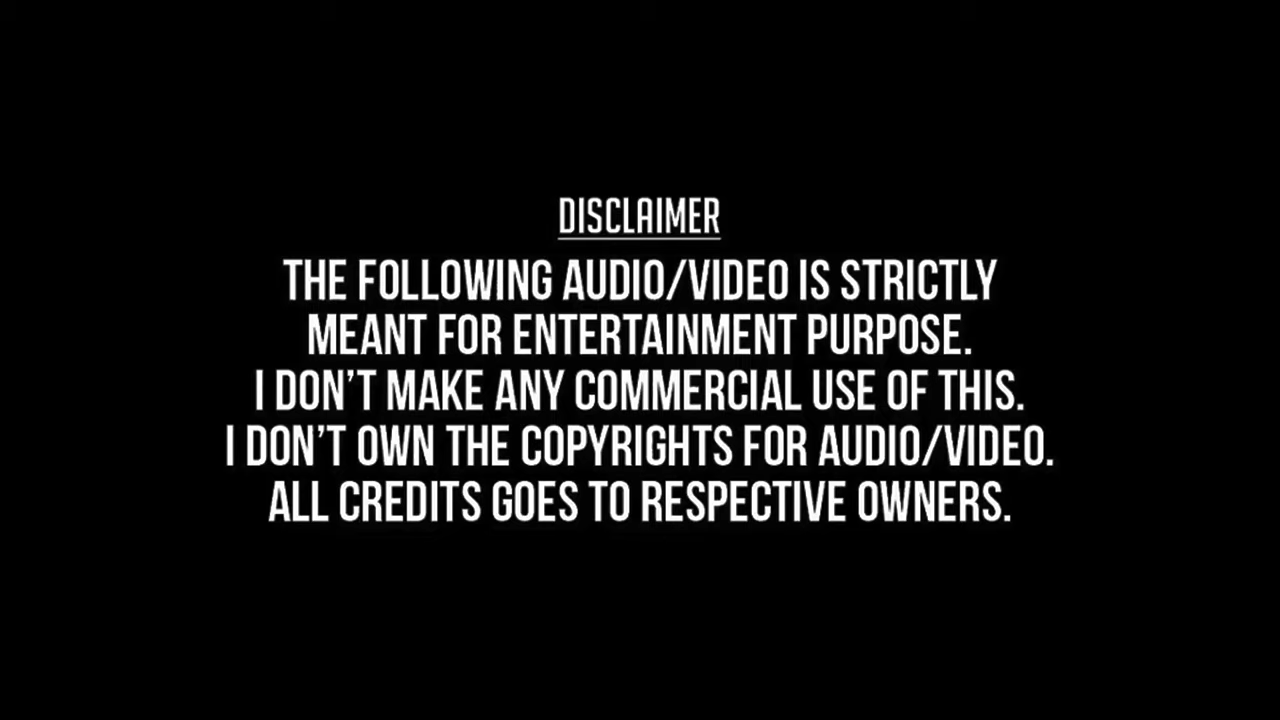 DISCLAIMER
THE FOLLOWING AUDIO/VIDEO IS STRICTLY
MEANT FOR ENTERTAINMENT PURPOSE.
I DON’T MAKE ANY COMMERCIAL USE OF THIS.
I DON’T OWN THE COPYRIGHTS FOR AUDIO/VIDEO.
ALL CREDITS GOES TO RESPECTIVE OWNERS.